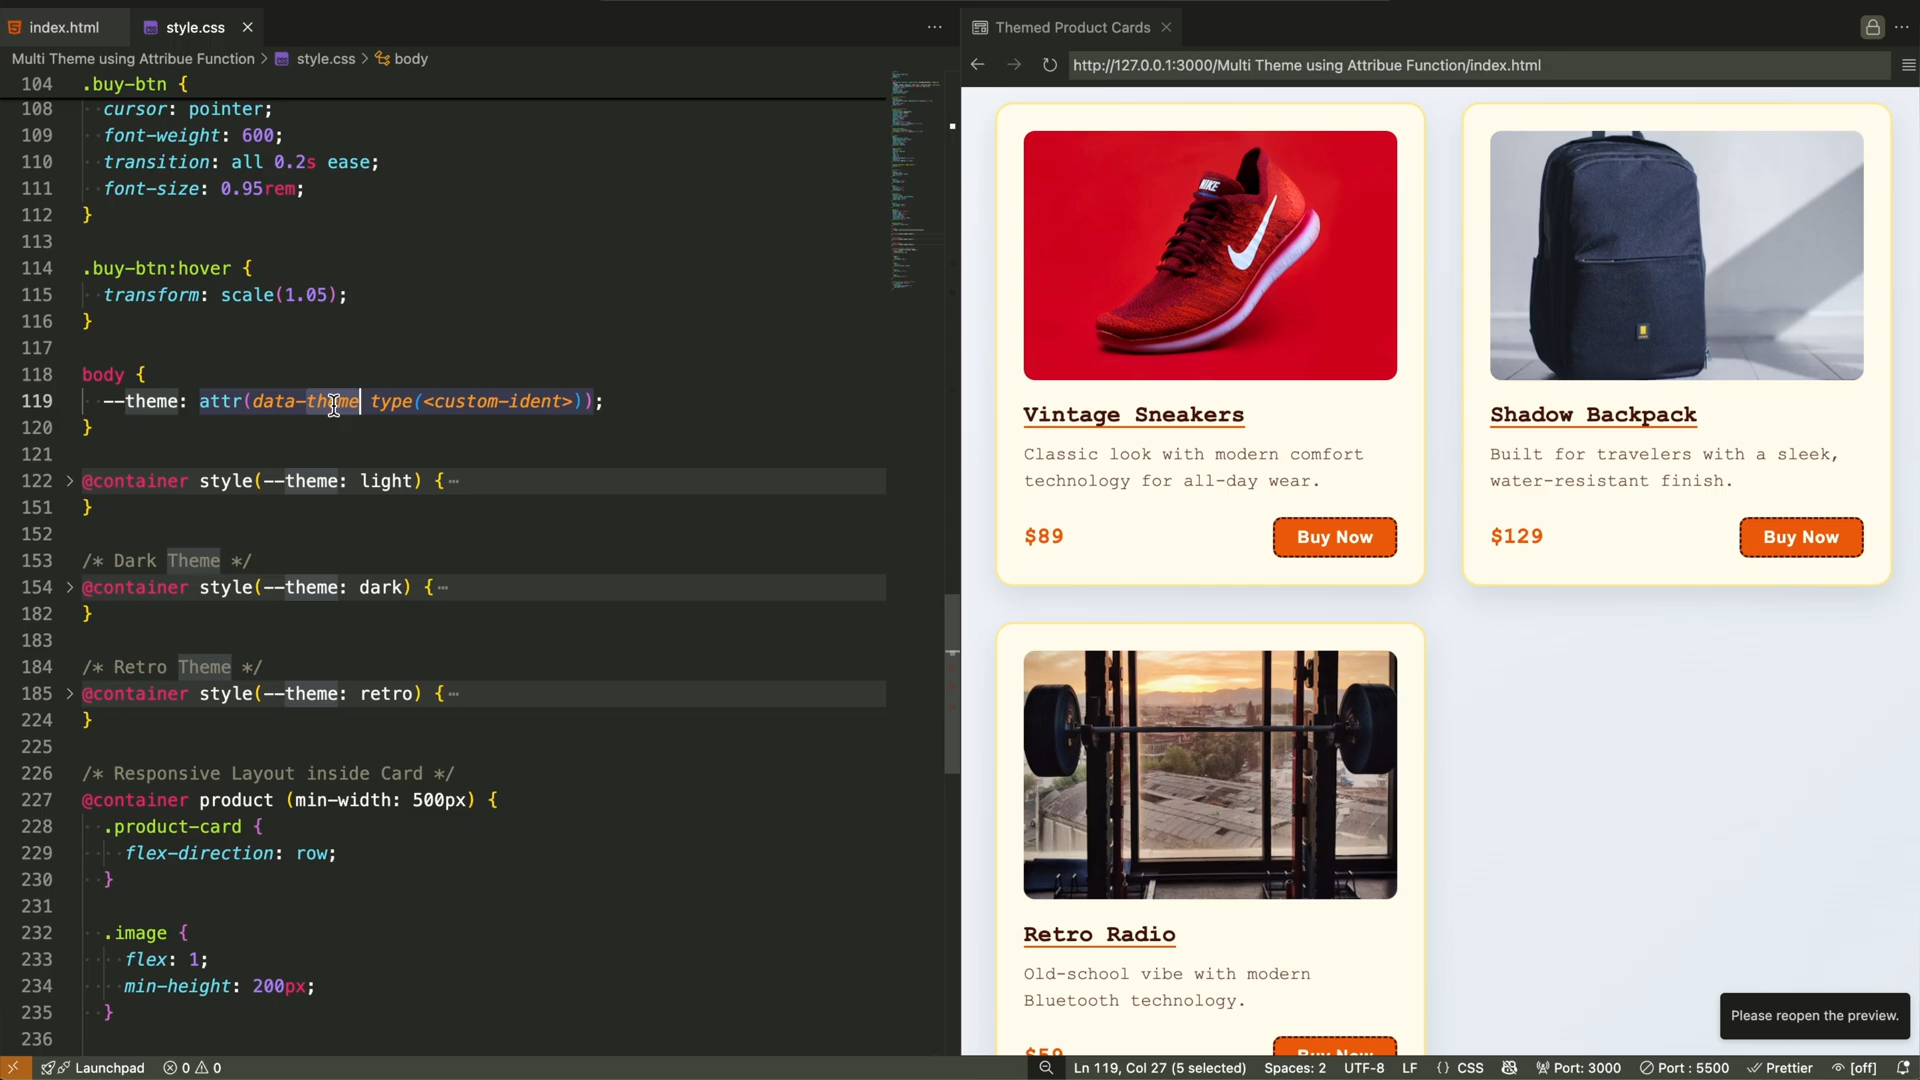 index.html
style.css
Themed Product Cards
Multi Theme using Attribue Function > style.css > body
http://127.0.0.1:3000/Multi Theme using Attribue Function/index.html
104 .buy-btn {
108 cursor: pointer;
109 font-weight: 600;
110 transition: all 0.2s ease;
111 font-size: 0.95rem;
112 }
113
114 .buy-btn:hover {
115 transform: scale(1.05);
116 }
117
118 body {
119 --theme: attr(data-theme type(<custom-ident>));
120 }
121
122 @container style(--theme: light) {
151 }
152
153 /* Dark Theme */
154 @container style(--theme: dark) {
182 }
183
184 /* Retro Theme */
185 @container style(--theme: retro) {
224 }
225
226 /* Responsive Layout inside Card */
227 @container product (min-width: 500px) {
228 .product-card {
229 flex-direction: row;
230 }
231
232 .image {
233 flex: 1;
234 min-height: 200px;
235 }
236
NIKE
Vintage Sneakers
Classic look with modern comfort
technology for all-day wear.
$89
Buy Now
Shadow Backpack
Built for travelers with a sleek,
water-resistant finish.
$129
Buy Now
Retro Radio
Old-school vibe with modern
Bluetooth technology.
$59
Buy Now
Please reopen the preview.
Launchpad
0
0
Ln 119, Col 27 (5 selected)
Spaces: 2
UTF-8
LF
{} CSS
Port: 3000
Port : 5500
Prettier
[off]